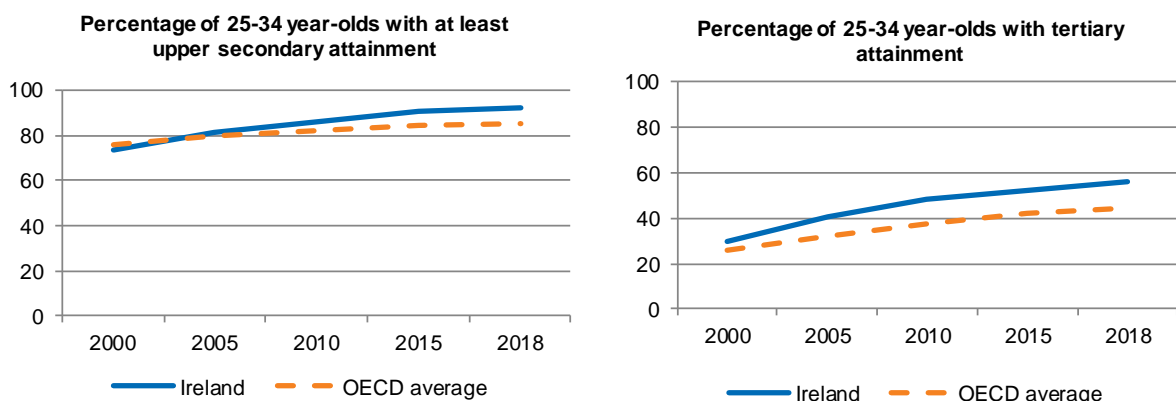 Percentage of 25-34 year-olds with at least
upper secondary attainment
100
80
60
40
20
0
2000 2005 2010 2015 2018
Ireland OECD average
Percentage of 25-34 year-olds with tertiary
attainment
100
80
60
40
20
0
2000 2005 2010 2015 2018
Ireland OECD average